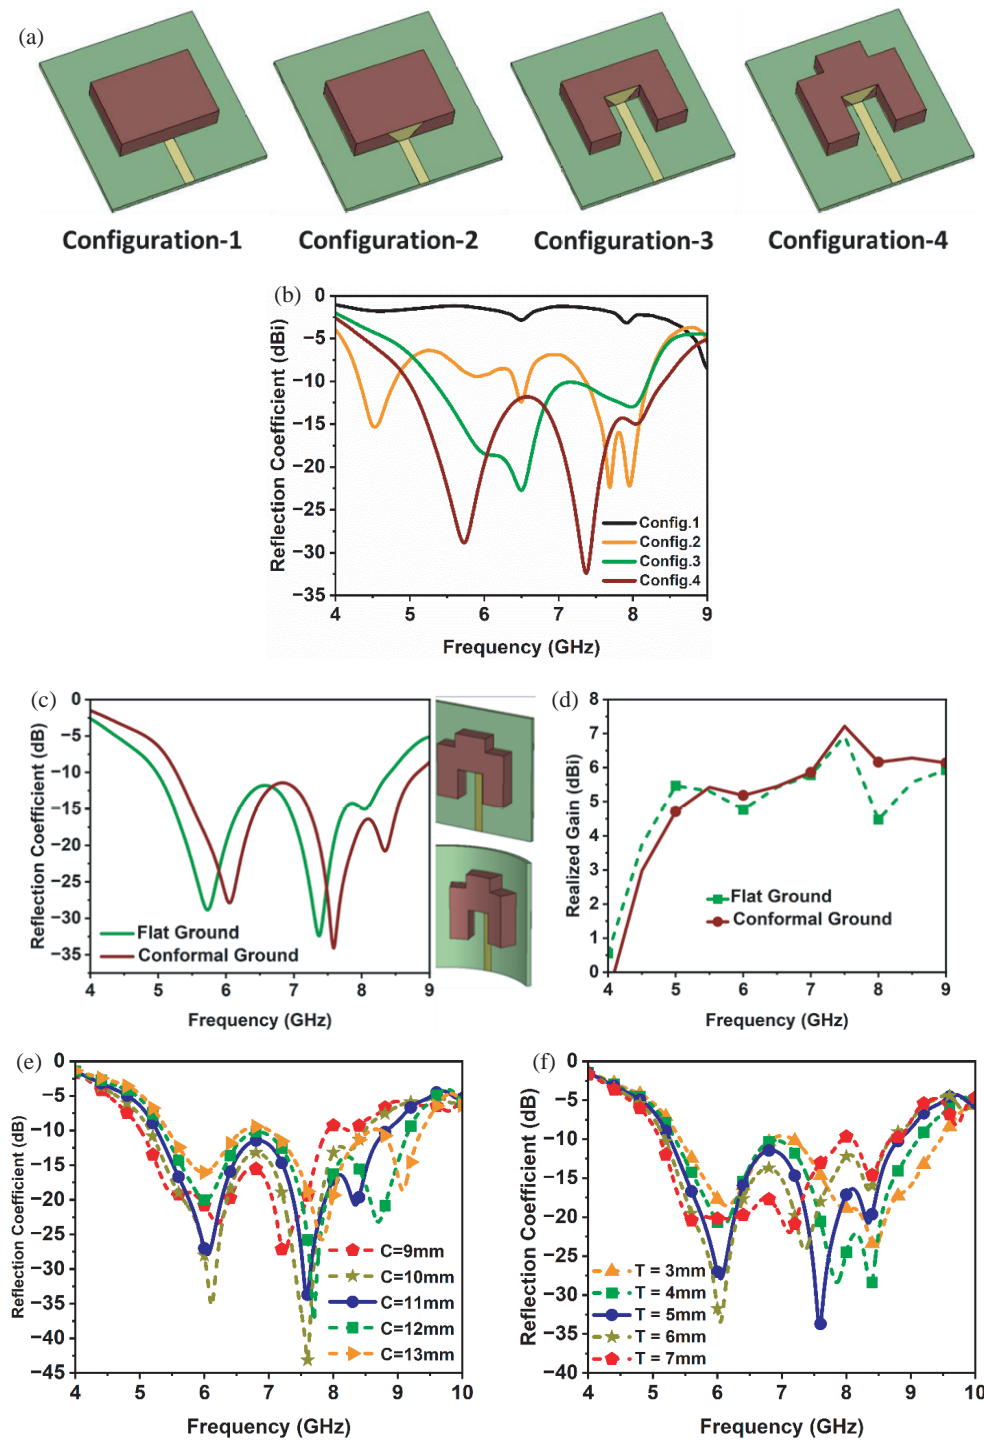 (a)
Configuration-1 Configuration-2 Configuration-3 Configuration-4
(b)
Reflection Coefficient (dBi)
0
−5
−10
−15
−20
−25
−30
−35
Config.1
Config.2
Config.3
Config.4
4 5 6 7 8 9
Frequency (GHz)
(c)
Reflection Coefficient (dB)
0
−5
−10
−15
−20
−25
−30
−35
Flat Ground
Conformal Ground
4 5 6 7 8 9
Frequency (GHz)
(d)
Realized Gain (dBi)
8
7
6
5
4
3
2
1
0
Flat Ground
Conformal Ground
4 5 6 7 8 9
Frequency (GHz)
(e)
Reflection Coefficient (dB)
0
−5
−10
−15
−20
−25
−30
−35
−40
−45
C=9mm
C=10mm
C=11mm
C=12mm
C=13mm
4 5 6 7 8 9 10
Frequency (GHz)
(f)
Reflection Coefficient (dB)
0
−5
−10
−15
−20
−25
−30
−35
−40
T = 3mm
T = 4mm
T = 5mm
T = 6mm
T = 7mm
4 5 6 7 8 9 10
Frequency (GHz)